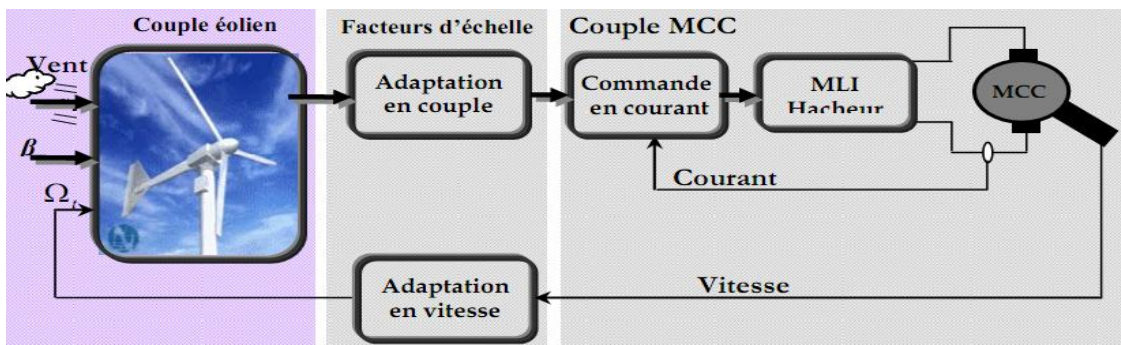 Couple éolien
Facteurs d'échelle
Couple MCC
Vent
β
Ωt
Adaptation
en couple
Commande
en courant
MLI
Hacheur
MCC
Courant
Adaptation
en vitesse
Vitesse